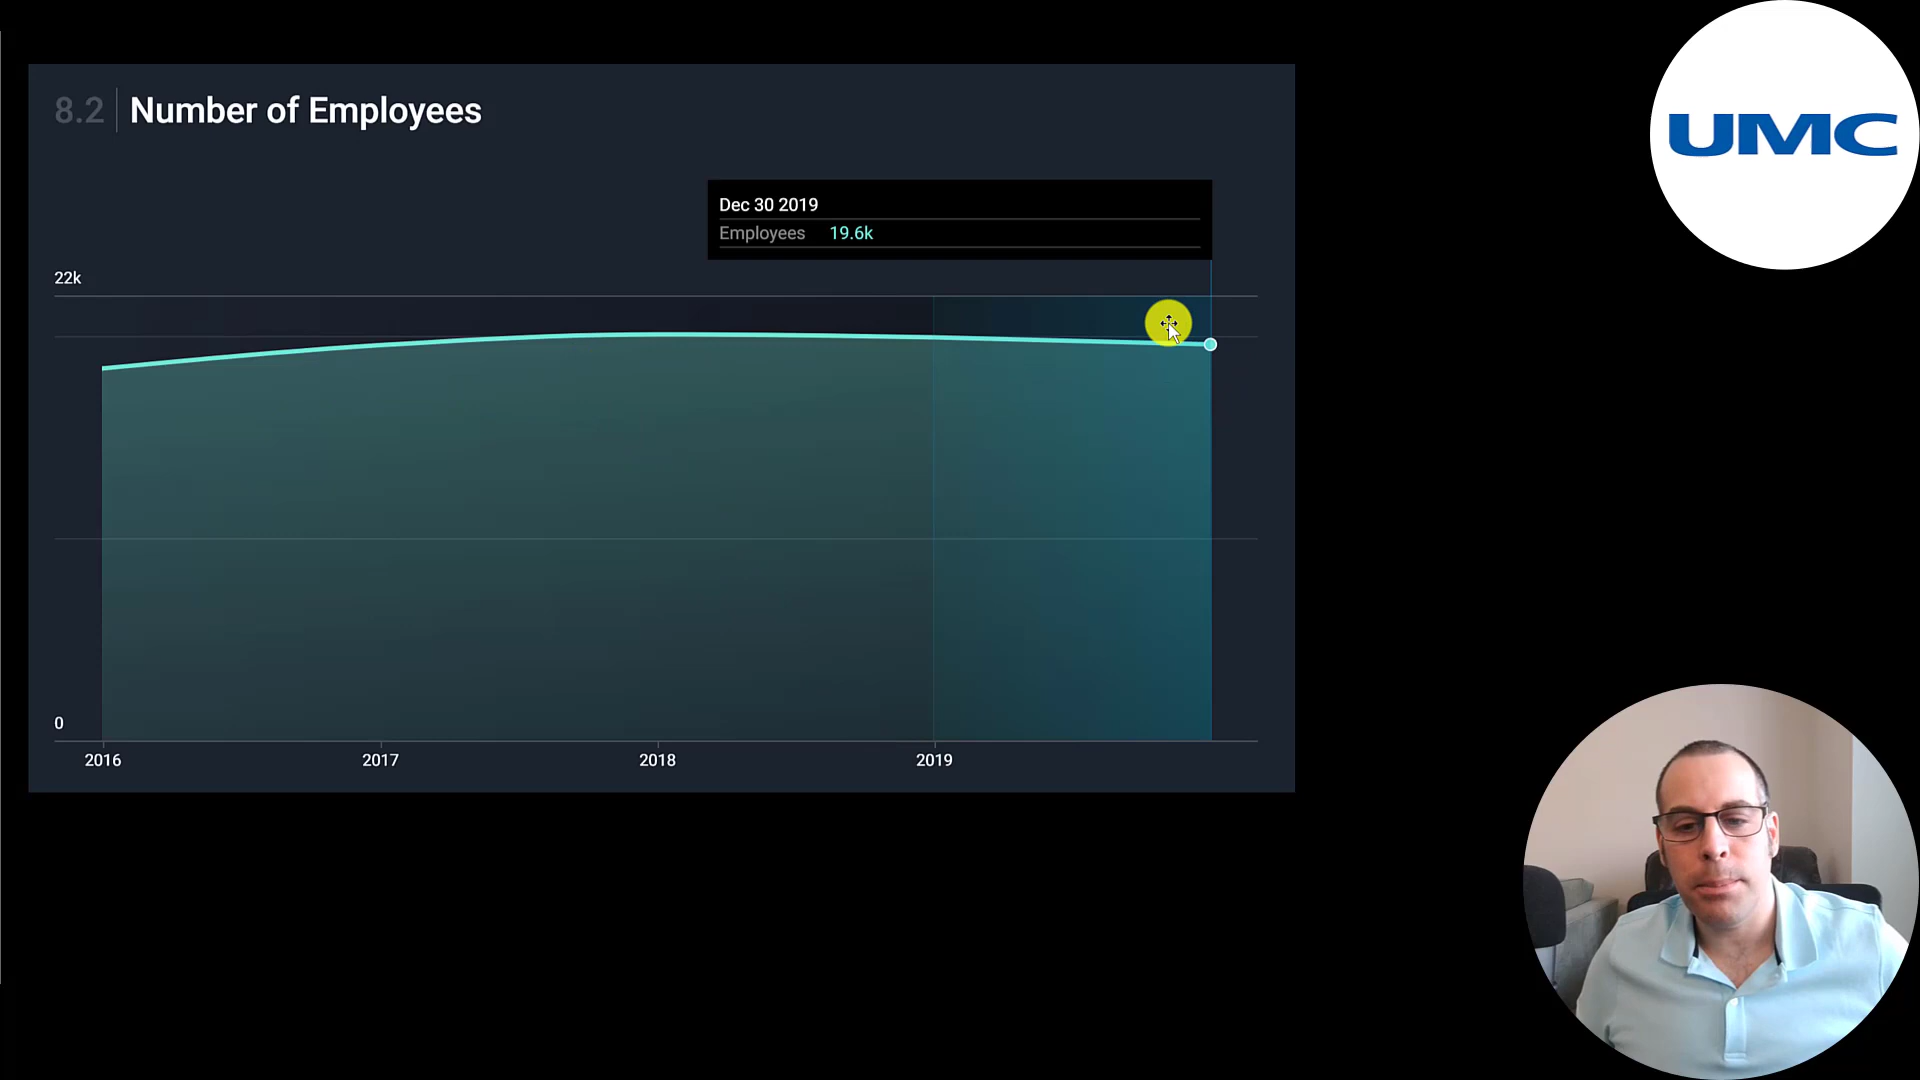 8.2 Number of Employees
Dec 30 2019
Employees 19.6k
22k
0
2016 2017 2018 2019
UMC